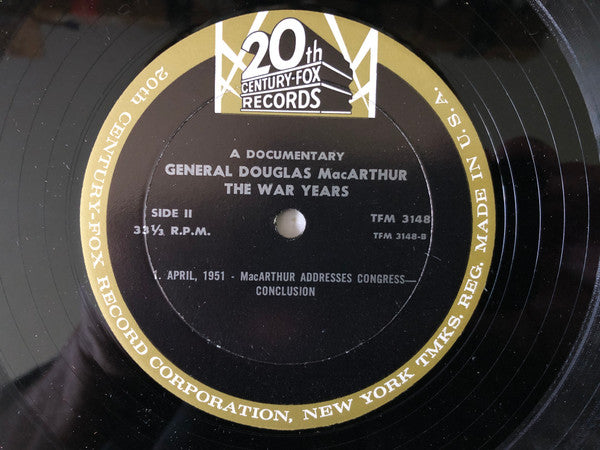 20th
CENTURY-FOX
RECORDS
A DOCUMENTARY
GENERAL DOUGLAS MacARTHUR
THE WAR YEARS
SIDE II
TFM 3148
33⅓ R.P.M.
TFM 3148-B
1. APRIL, 1951 - MacARTHUR ADDRESSES CONGRESS—
CONCLUSION
20th CENTURY-FOX RECORD CORPORATION, NEW YORK TMKS. REG. MADE IN U.S.A.